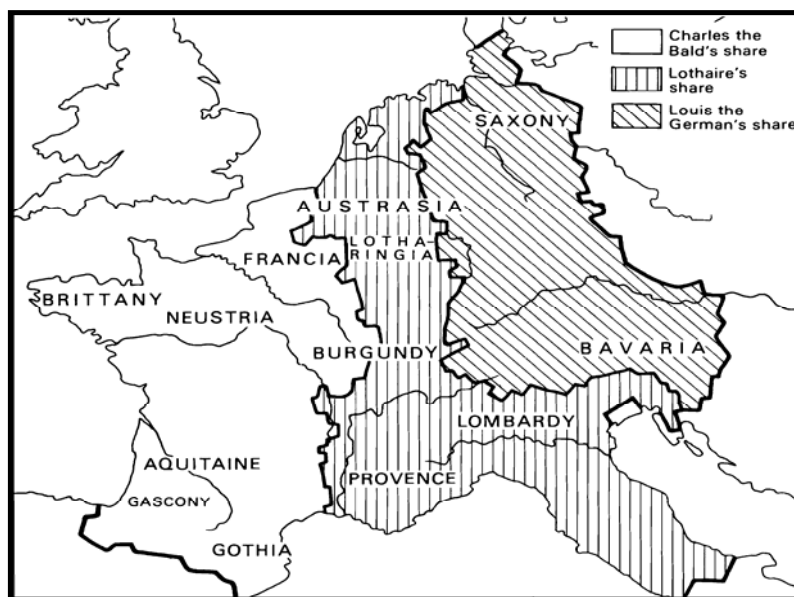 Charles the
Bald's share
Lothaire's
share
Louis the
German's share
SAXONY
AUSTRASIA
LOTHA-
RINGIA
FRANCIA
BRITTANY
NEUSTRIA
BURGUNDY
BAVARIA
LOMBARDY
AQUITAINE
PROVENCE
GASCONY
GOTHIA